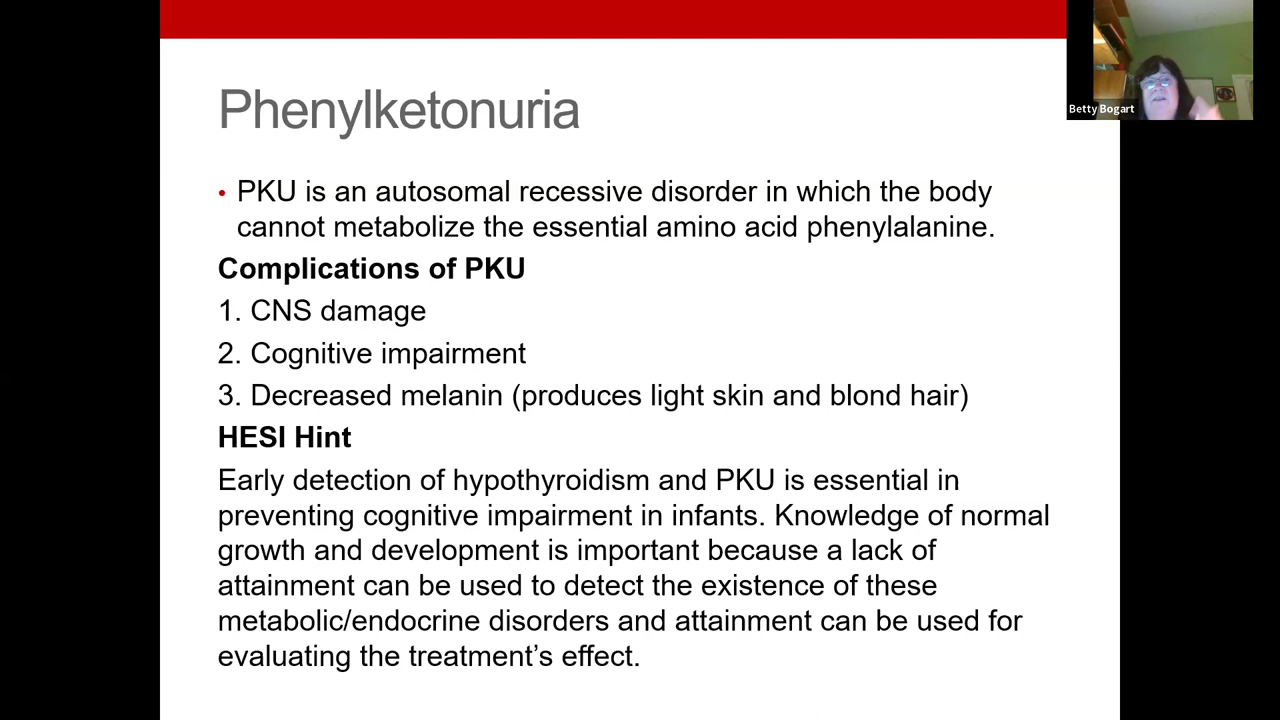 Phenylketonuria
Betty Bogart
• PKU is an autosomal recessive disorder in which the body
cannot metabolize the essential amino acid phenylalanine.
Complications of PKU
1. CNS damage
2. Cognitive impairment
3. Decreased melanin (produces light skin and blond hair)
HESI Hint
Early detection of hypothyroidism and PKU is essential in
preventing cognitive impairment in infants. Knowledge of normal
growth and development is important because a lack of
attainment can be used to detect the existence of these
metabolic/endocrine disorders and attainment can be used for
evaluating the treatment’s effect.